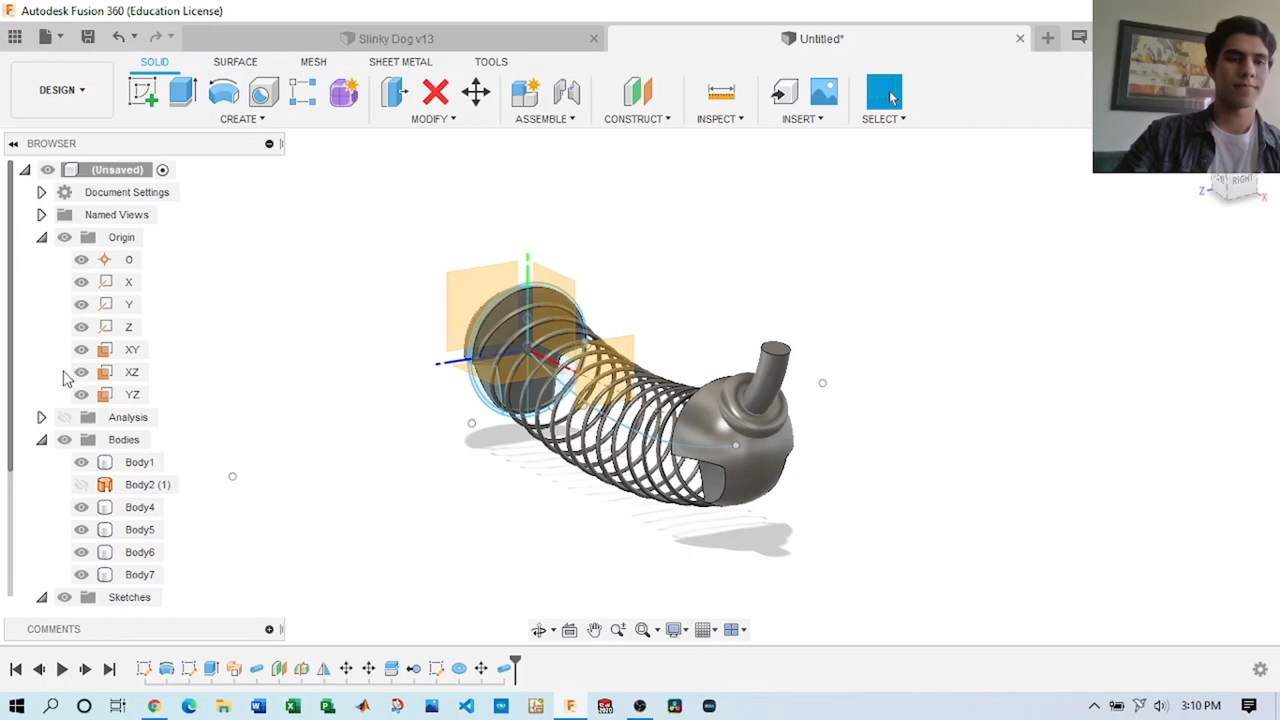 Autodesk Fusion 360 (Education License)
Slinky Dog v13
Untitled*
DESIGN
SOLID
SURFACE
MESH
SHEET METAL
TOOLS
CREATE
MODIFY
ASSEMBLE
CONSTRUCT
INSPECT
INSERT
SELECT
BROWSER
(Unsaved)
Document Settings
Named Views
Origin
O
X
Y
Z
XY
XZ
YZ
Analysis
Bodies
Body1
Body2 (1)
Body4
Body5
Body6
Body7
Sketches
COMMENTS
RIGHT
Z
X
3:10 PM